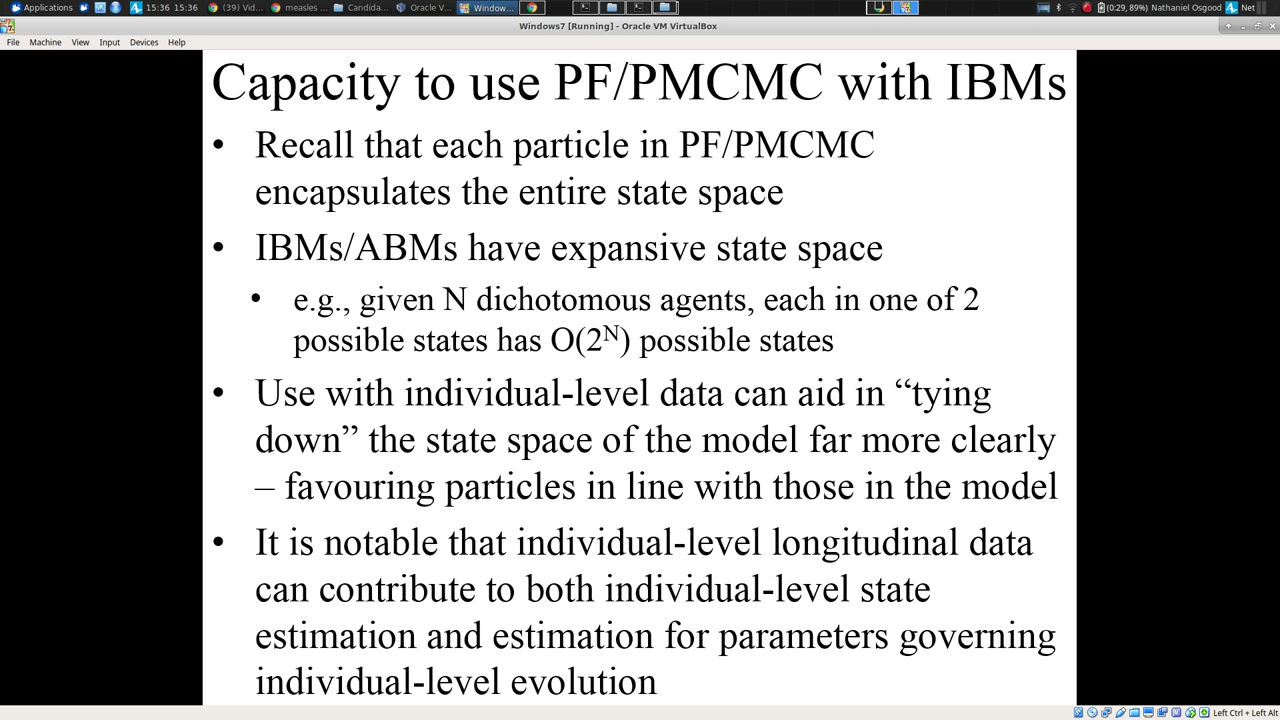 Applications 15:36 15:36 (39) Vid... measles ... Candida... Oracle V... Window... (0:29, 89%) Nathaniel Osgood Net
Windows7 [Running] - Oracle VM VirtualBox
File Machine View Input Devices Help
Capacity to use PF/PMCMC with IBMs
• Recall that each particle in PF/PMCMC
encapsulates the entire state space
• IBMs/ABMs have expansive state space
• e.g., given N dichotomous agents, each in one of 2
possible states has O(2ᴺ) possible states
• Use with individual-level data can aid in “tying
down” the state space of the model far more clearly
– favouring particles in line with those in the model
• It is notable that individual-level longitudinal data
can contribute to both individual-level state
estimation and estimation for parameters governing
individual-level evolution
Left Ctrl + Left Alt